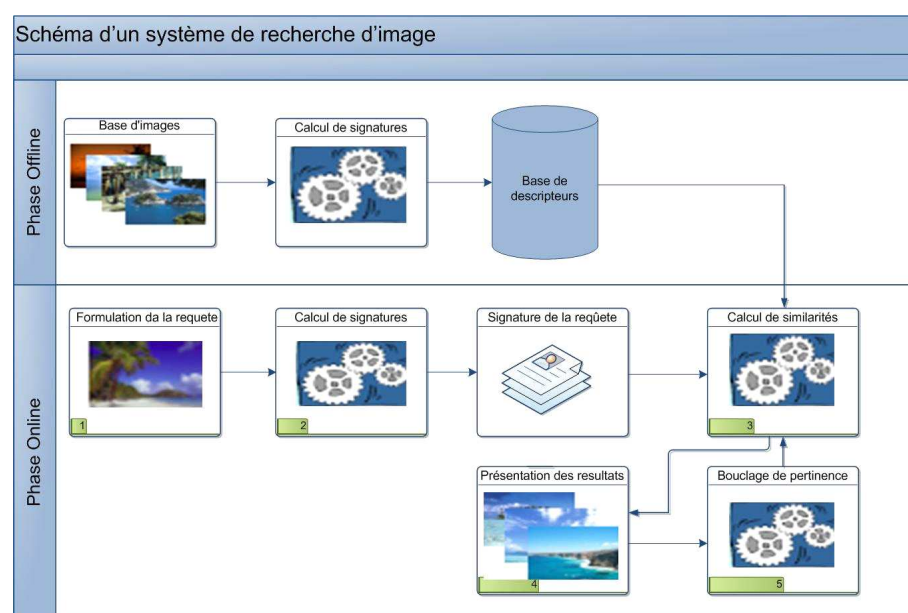 Schéma d'un système de recherche d'image
Phase Offline
Base d'images
Calcul de signatures
Base de
descripteurs
Phase Online
Formulation da la requete
1
Calcul de signatures
2
Signature de la reqûete
Calcul de similarités
3
Présentation des resultats
4
Bouclage de pertinence
5